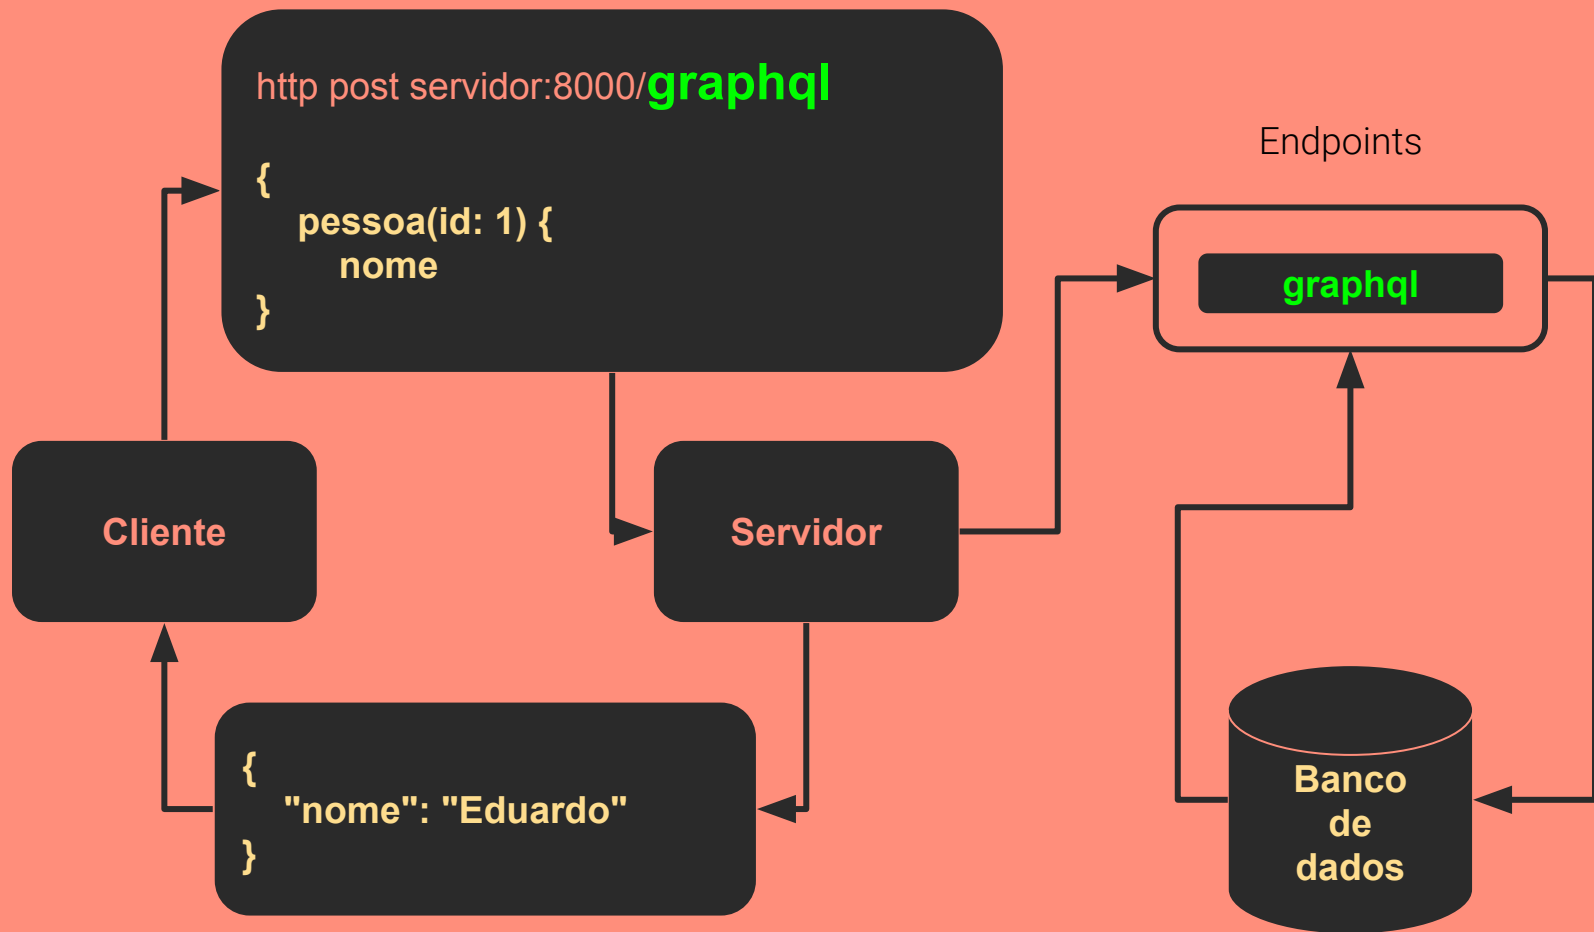 http post servidor:8000/graphql
{
pessoa(id: 1) {
nome
}
Endpoints
graphql
Cliente
Servidor
{
"nome": "Eduardo"
}
Banco
de
dados